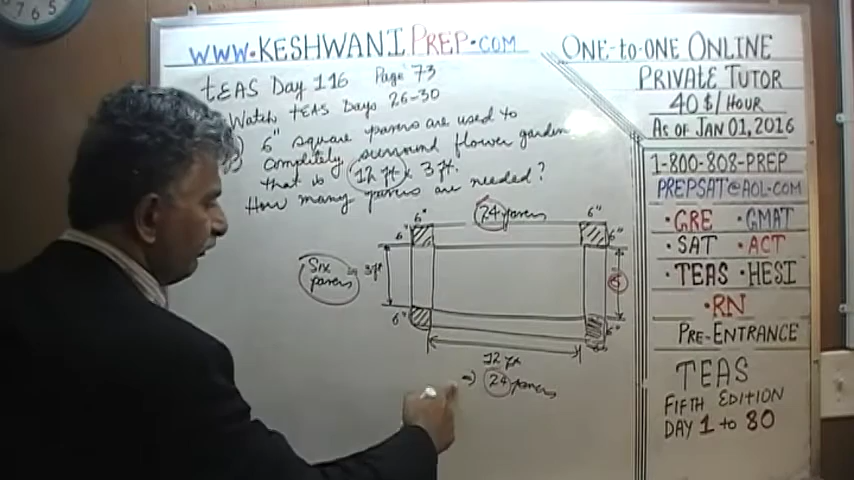 7 6 5
WWW.KESHWANIPREP.COM
TEAS Day 116 Page 73
Watch TEAS Days 26-30
6" square pavers are used to
completely surround flower garden
that is 12 ft x 3 ft.
How many pavers are needed?
6" 24 pavers 6"
6" 6"
Six pavers 3 ft 6
6" 6"
12 ft
=> 24 pavers
ONE-to-ONE ONLINE
PRIVATE TUTOR
40 $/HOUR
AS OF JAN 01, 2016
1-800-808-PREP
PREPSAT@AOL.COM
• GRE • GMAT
• SAT • ACT
• TEAS • HESI
• RN
PRE-ENTRANCE
TEAS
FIFTH EDITION
DAY 1 to 80